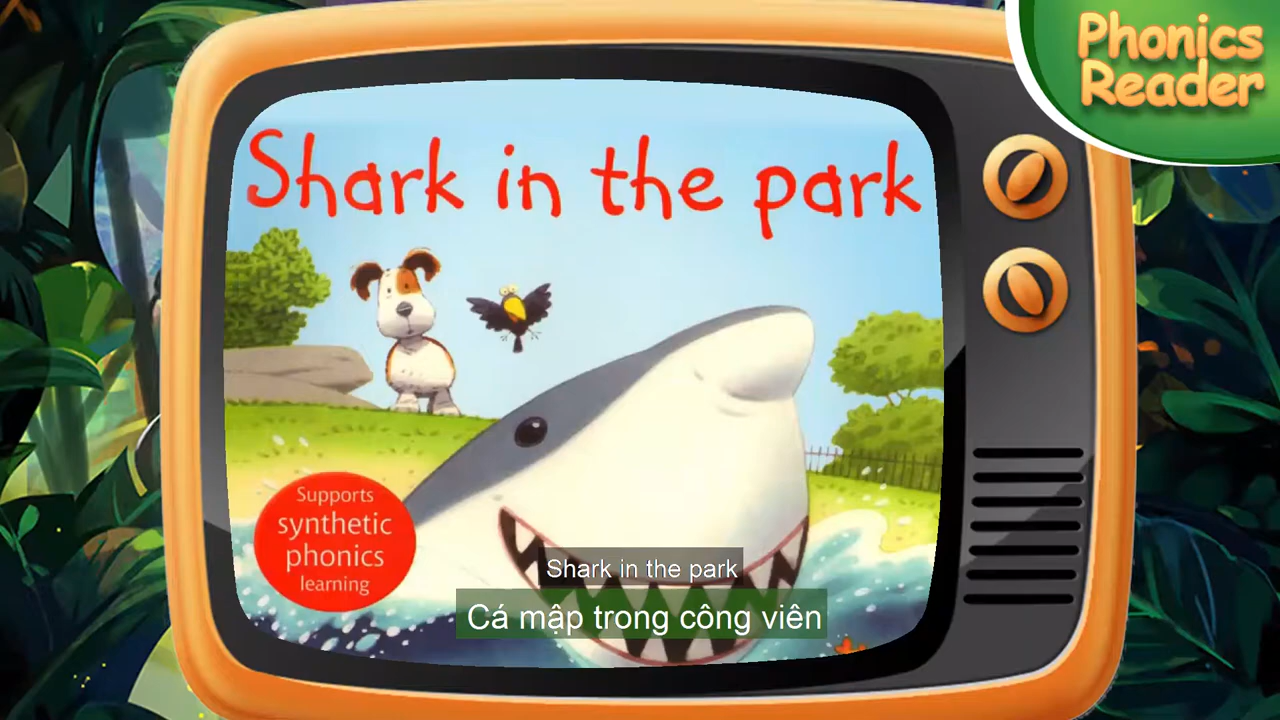 Phonics
Reader
Shark in the park
Supports
synthetic
phonics
learning
Shark in the park
Cá mập trong công viên